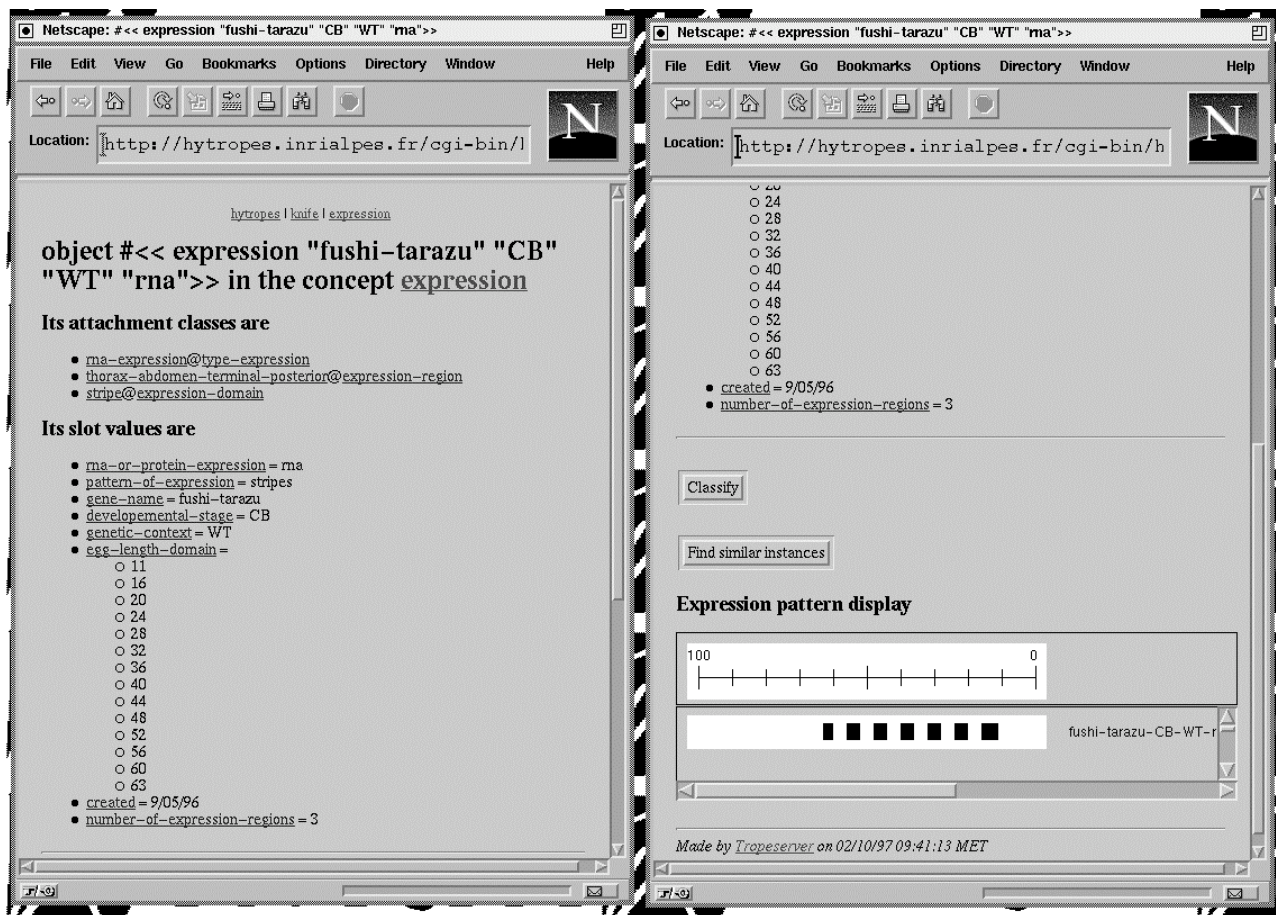 Netscape: #<< expression "fushi-tarazu" "CB" "WT" "rna">>
File Edit View Go Bookmarks Options Directory Window Help
Location: http://hytropes.inrialpes.fr/cgi-bin/
N
hytropes | knife | expression
object #<< expression "fushi-tarazu" "CB"
"WT" "rna">> in the concept expression
Its attachment classes are
rna-expression@type-expression
thorax-abdomen-terminal-posterior@expression-region
stripe@expression-domain
Its slot values are
rna-or-protein-expression = rna
pattern-of-expression = stripes
gene-name = fushi-tarazu
developemental-stage = CB
genetic-context = WT
egg-length-domain =
11
16
20
24
28
32
36
40
44
48
52
56
60
63
created = 9/05/96
number-of-expression-regions = 3
Netscape: #<< expression "fushi-tarazu" "CB" "WT" "rna">>
File Edit View Go Bookmarks Options Directory Window Help
Location: http://hytropes.inrialpes.fr/cgi-bin/h
N
24
28
32
36
40
44
48
52
56
60
63
created = 9/05/96
number-of-expression-regions = 3
Classify
Find similar instances
Expression pattern display
100 0
fushi-tarazu-CB-WT-r
Made by Tropeserver on 02/10/97 09:41:13 MET